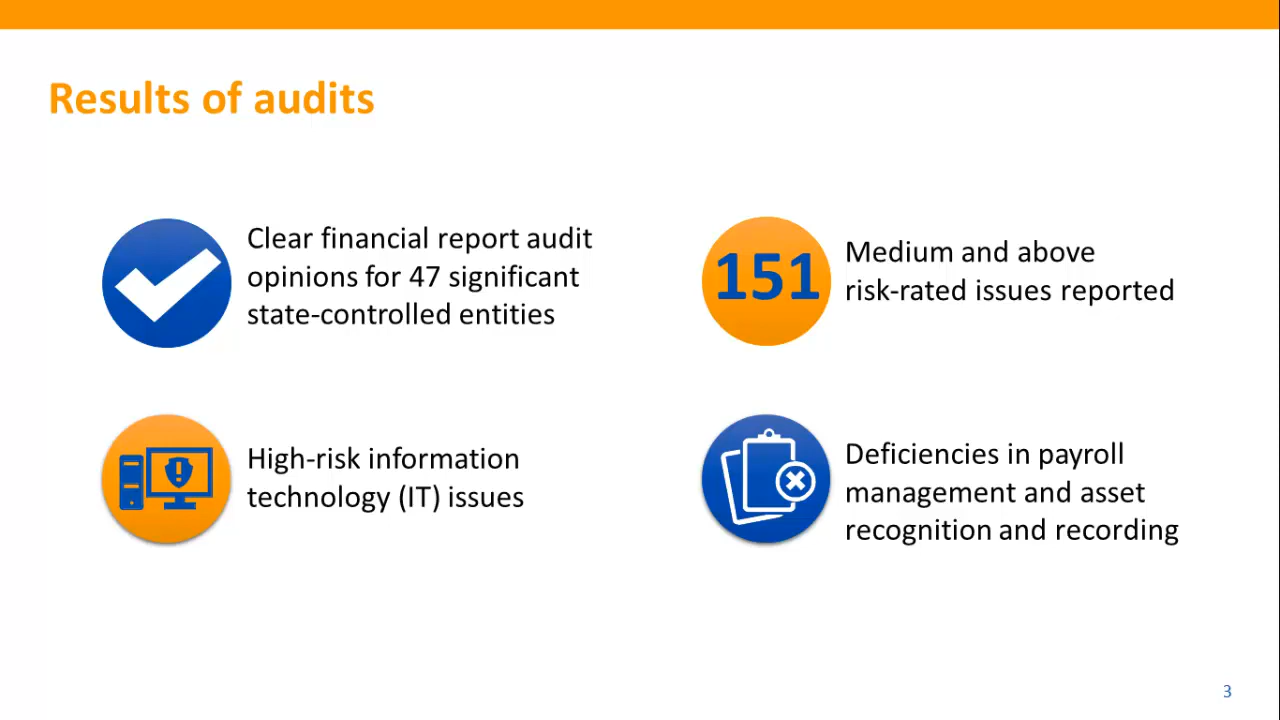 Results of audits
Clear financial report audit
opinions for 47 significant
state-controlled entities
151
Medium and above
risk-rated issues reported
High-risk information
technology (IT) issues
Deficiencies in payroll
management and asset
recognition and recording
3